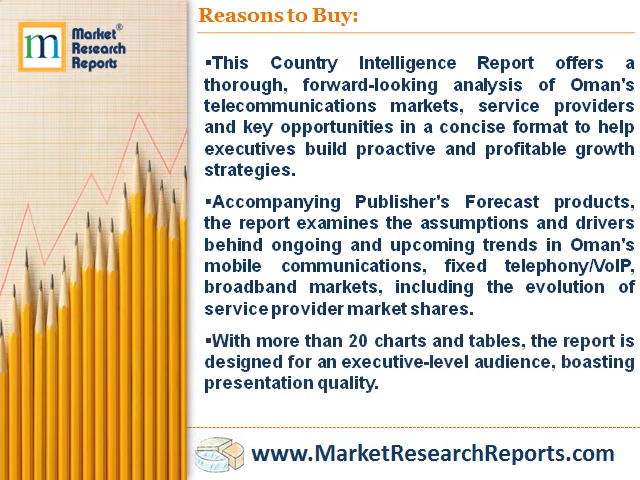 Reasons to Buy:
m
Market®
Research
Reports
▪This Country Intelligence Report offers a
thorough, forward-looking analysis of Oman's
telecommunications markets, service providers
and key opportunities in a concise format to help
executives build proactive and profitable growth
strategies.
▪Accompanying Publisher's Forecast products,
the report examines the assumptions and drivers
behind ongoing and upcoming trends in Oman's
mobile communications, fixed telephony/VoIP,
broadband markets, including the evolution of
service provider market shares.
▪With more than 20 charts and tables, the report is
designed for an executive-level audience, boasting
presentation quality.
www.MarketResearchReports.com